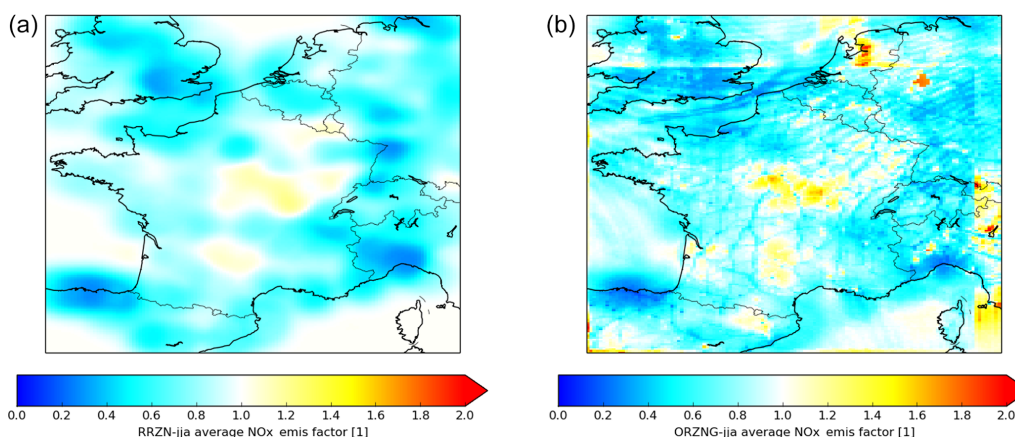 (a)
(b)
0.0 0.2 0.4 0.6 0.8 1.0 1.2 1.4 1.6 1.8 2.0
RRZN-jja average NOx emis factor [1]
0.0 0.2 0.4 0.6 0.8 1.0 1.2 1.4 1.6 1.8 2.0
ORZNG-jja average NOx emis factor [1]